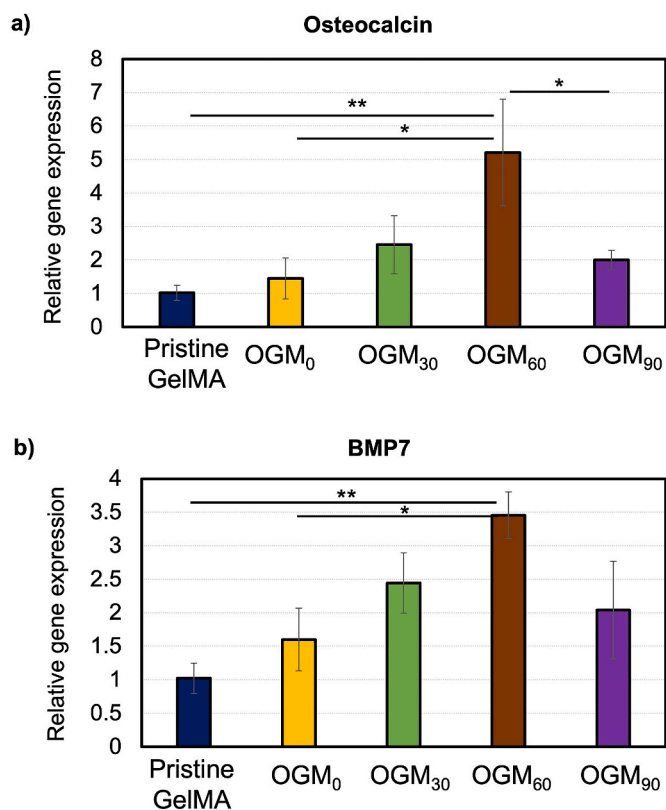 a)
Osteocalcin
Relative gene expression
8
7
6
5
4
3
2
1
0
**
*
*
Pristine
GelMA
OGM₀
OGM₃₀
OGM₆₀
OGM₉₀
b)
BMP7
Relative gene expression
4
3.5
3
2.5
2
1.5
1
0.5
0
**
*
Pristine
GelMA
OGM₀
OGM₃₀
OGM₆₀
OGM₉₀